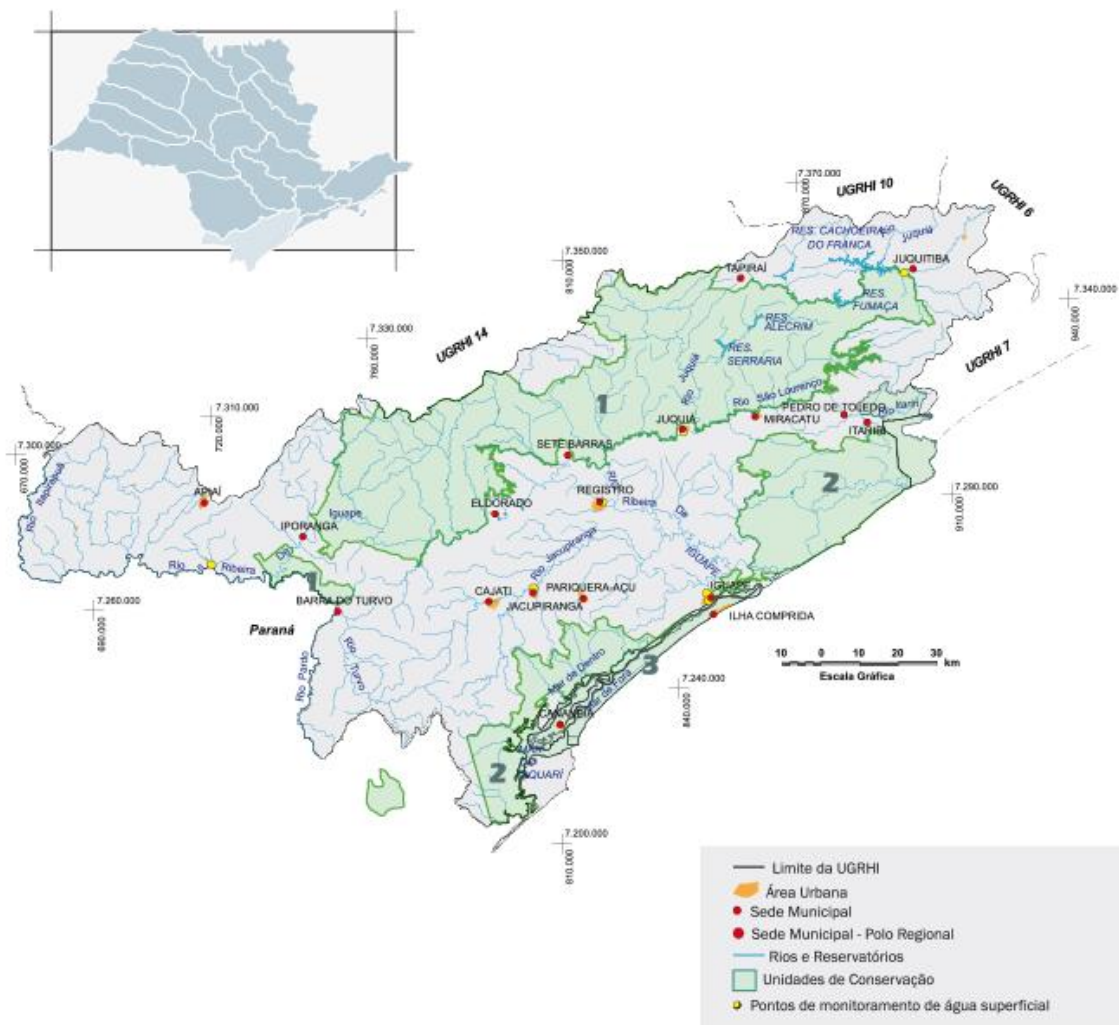 7.370.000
870.000
UGRHI 10
UGRHI 6
RES. CACHOEIRA
DO FRANCA
Rio Juquiá
JUQUITIBA
7.350.000
810.000
TAPIRAÍ
RES.
FUMAÇA
7.340.000
940.000
RES.
ALECRIM
RES.
SERRARIA
UGRHI 7
7.330.000
760.000
UGRHI 14
Rio Juquiá
Rio São Lourenço
1
PEDRO DE TOLEDO
MIRACATU
JUQUIÁ
7.310.000
720.000
SETE BARRAS
7.300.000
670.000
Rio Itapirapuã
2
7.280.000
910.000
APIAÍ
ELDORADO
REGISTRO
Rio Ribeira De
IGUAPE
Iguape
IPORANGA
Rio Jacupiranga
Ribeira
1
CAJATI
PARIQUERA-AÇU
JACUPIRANGA
IGUAPE
ILHA COMPRIDA
7.260.000
690.000
BARRA DO TURVO
Paraná
Rio Pardo
Rio Turvo
Mar de Dentro
3
10 0 10 20 30 km
Escala Gráfica
7.240.000
840.000
CANANÉIA
2
7.200.000
810.000
Limite da UGRHI
Área Urbana
Sede Municipal
Sede Municipal - Polo Regional
Rios e Reservatórios
Unidades de Conservação
Pontos de monitoramento de água superficial